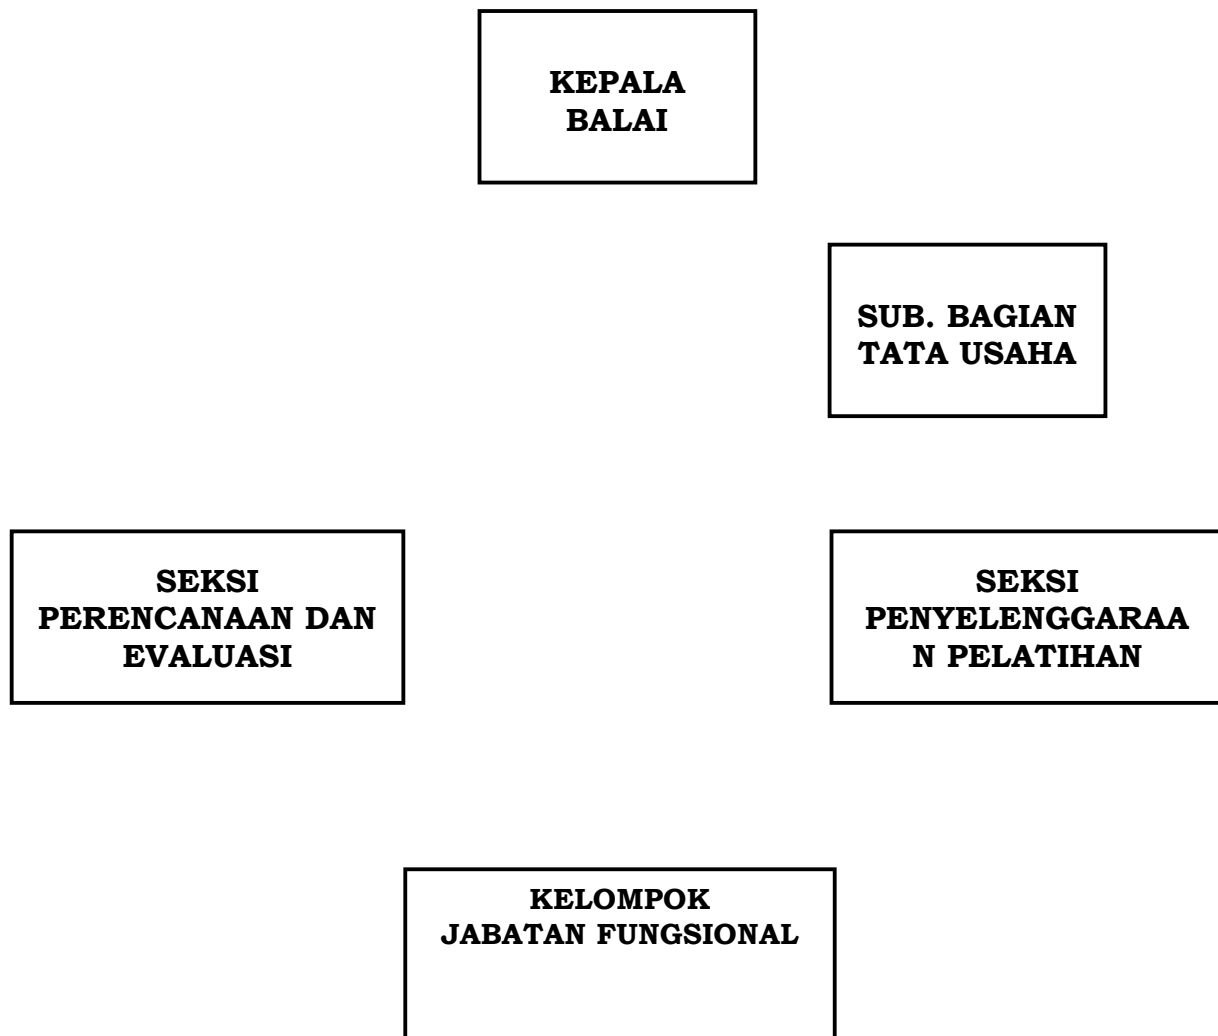 KEPALA
BALAI
SUB. BAGIAN
TATA USAHA
SEKSI
PERENCANAAN DAN
EVALUASI
SEKSI
PENYELENGGARAA
N PELATIHAN
KELOMPOK
JABATAN FUNGSIONAL